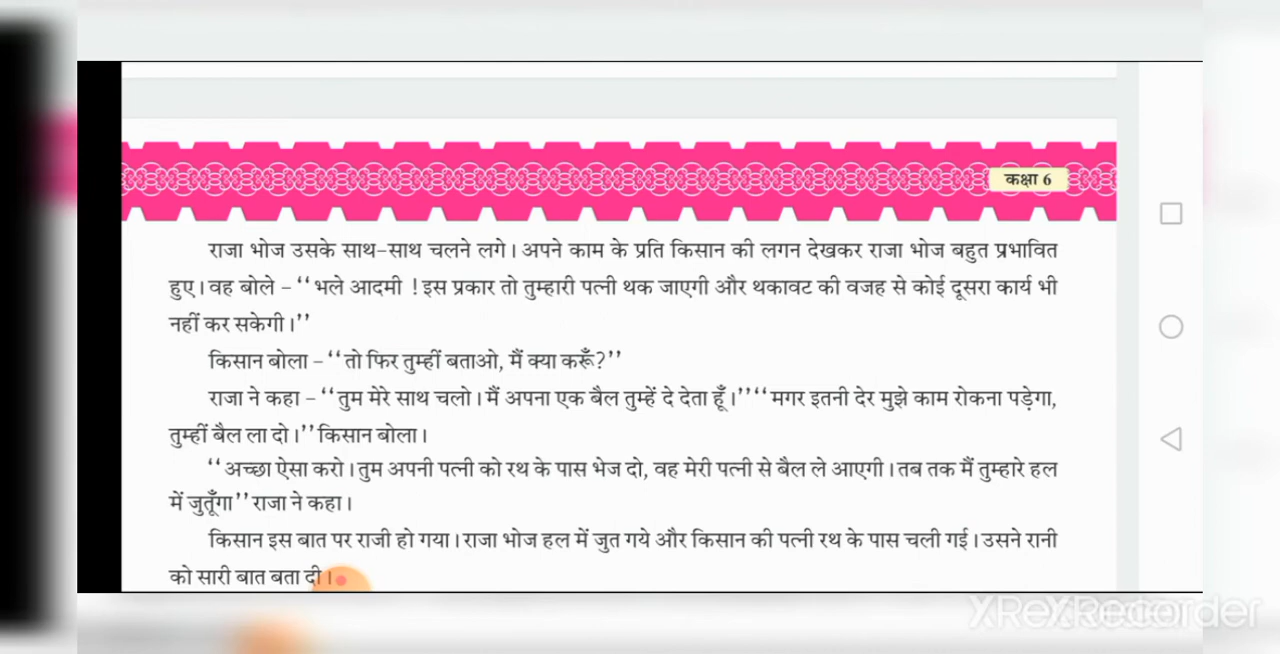 कक्षा 6
राजा भोज उसके साथ-साथ चलने लगे। अपने काम के प्रति किसान की लगन देखकर राजा भोज बहुत प्रभावित
हुए। वह बोले – ‘‘भले आदमी ! इस प्रकार तो तुम्हारी पत्नी थक जाएगी और थकावट की वजह से कोई दूसरा कार्य भी
नहीं कर सकेगी।’’
किसान बोला – ‘‘तो फिर तुम्हीं बताओ, मैं क्या करूँ?’’
राजा ने कहा – ‘‘तुम मेरे साथ चलो। मैं अपना एक बैल तुम्हें दे देता हूँ।’’ ‘‘मगर इतनी देर मुझे काम रोकना पड़ेगा,
तुम्हीं बैल ला दो।’’ किसान बोला।
‘‘अच्छा ऐसा करो। तुम अपनी पत्नी को रथ के पास भेज दो, वह मेरी पत्नी से बैल ले आएगी। तब तक मैं तुम्हारे हल
में जुतूँगा’’ राजा ने कहा।
किसान इस बात पर राजी हो गया। राजा भोज हल में जुत गये और किसान की पत्नी रथ के पास चली गई। उसने रानी
को सारी बात बता दी।